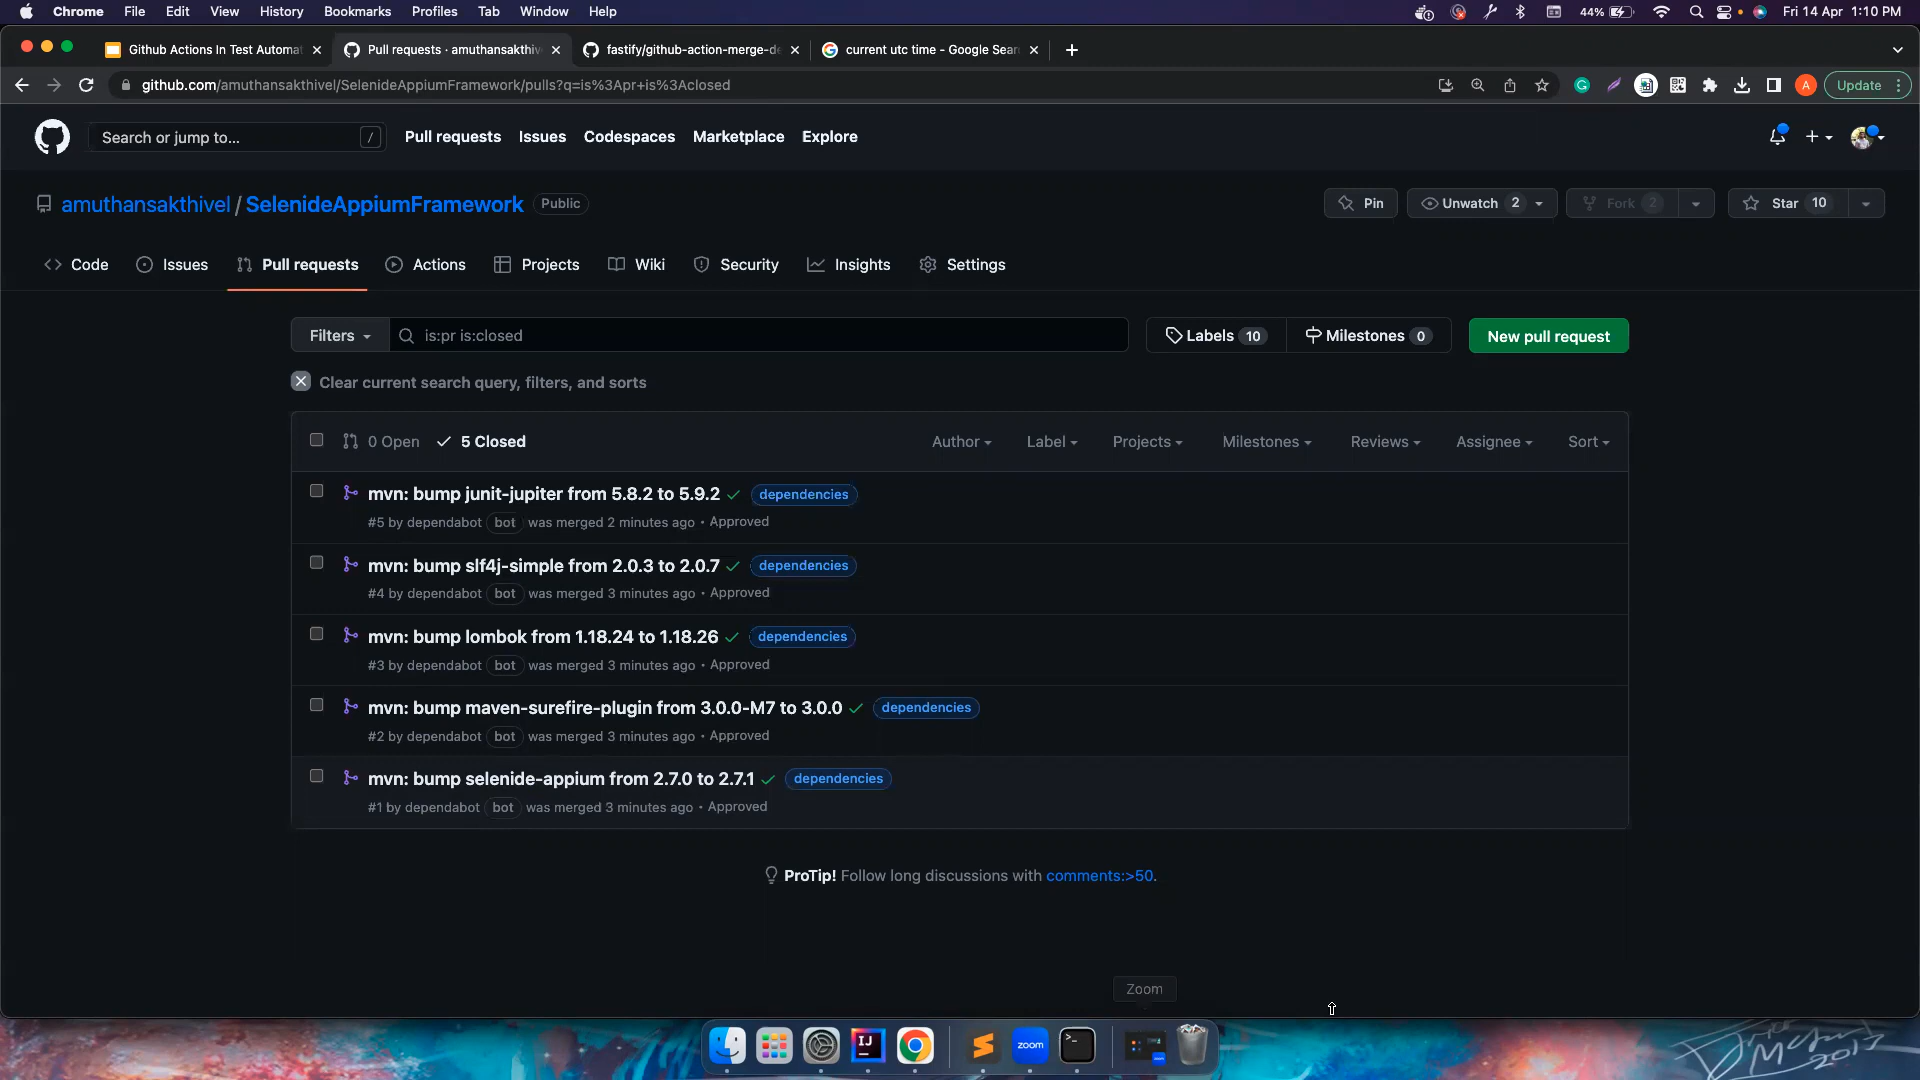 Chrome File Edit View History Bookmarks Profiles Tab Window Help 44% Fri 14 Apr 1:10 PM
Github Actions In Test Automat Pull requests · amuthansakthiv fastify/github-action-merge-de current utc time - Google Sear
github.com/amuthansakthivel/SelenideAppiumFramework/pulls?q=is%3Apr+is%3Aclosed A Update
Search or jump to... / Pull requests Issues Codespaces Marketplace Explore
amuthansakthivel / SelenideAppiumFramework Public Pin Unwatch 2 Fork 2 Star 10
Code Issues Pull requests Actions Projects Wiki Security Insights Settings
Filters is:pr is:closed Labels 10 Milestones 0 New pull request
Clear current search query, filters, and sorts
0 Open 5 Closed Author Label Projects Milestones Reviews Assignee Sort
mvn: bump junit-jupiter from 5.8.2 to 5.9.2 dependencies
#5 by dependabot bot was merged 2 minutes ago • Approved
mvn: bump slf4j-simple from 2.0.3 to 2.0.7 dependencies
#4 by dependabot bot was merged 3 minutes ago • Approved
mvn: bump lombok from 1.18.24 to 1.18.26 dependencies
#3 by dependabot bot was merged 3 minutes ago • Approved
mvn: bump maven-surefire-plugin from 3.0.0-M7 to 3.0.0 dependencies
#2 by dependabot bot was merged 3 minutes ago • Approved
mvn: bump selenide-appium from 2.7.0 to 2.7.1 dependencies
#1 by dependabot bot was merged 3 minutes ago • Approved
ProTip! Follow long discussions with comments:>50.
Zoom
IJ zoom
2017